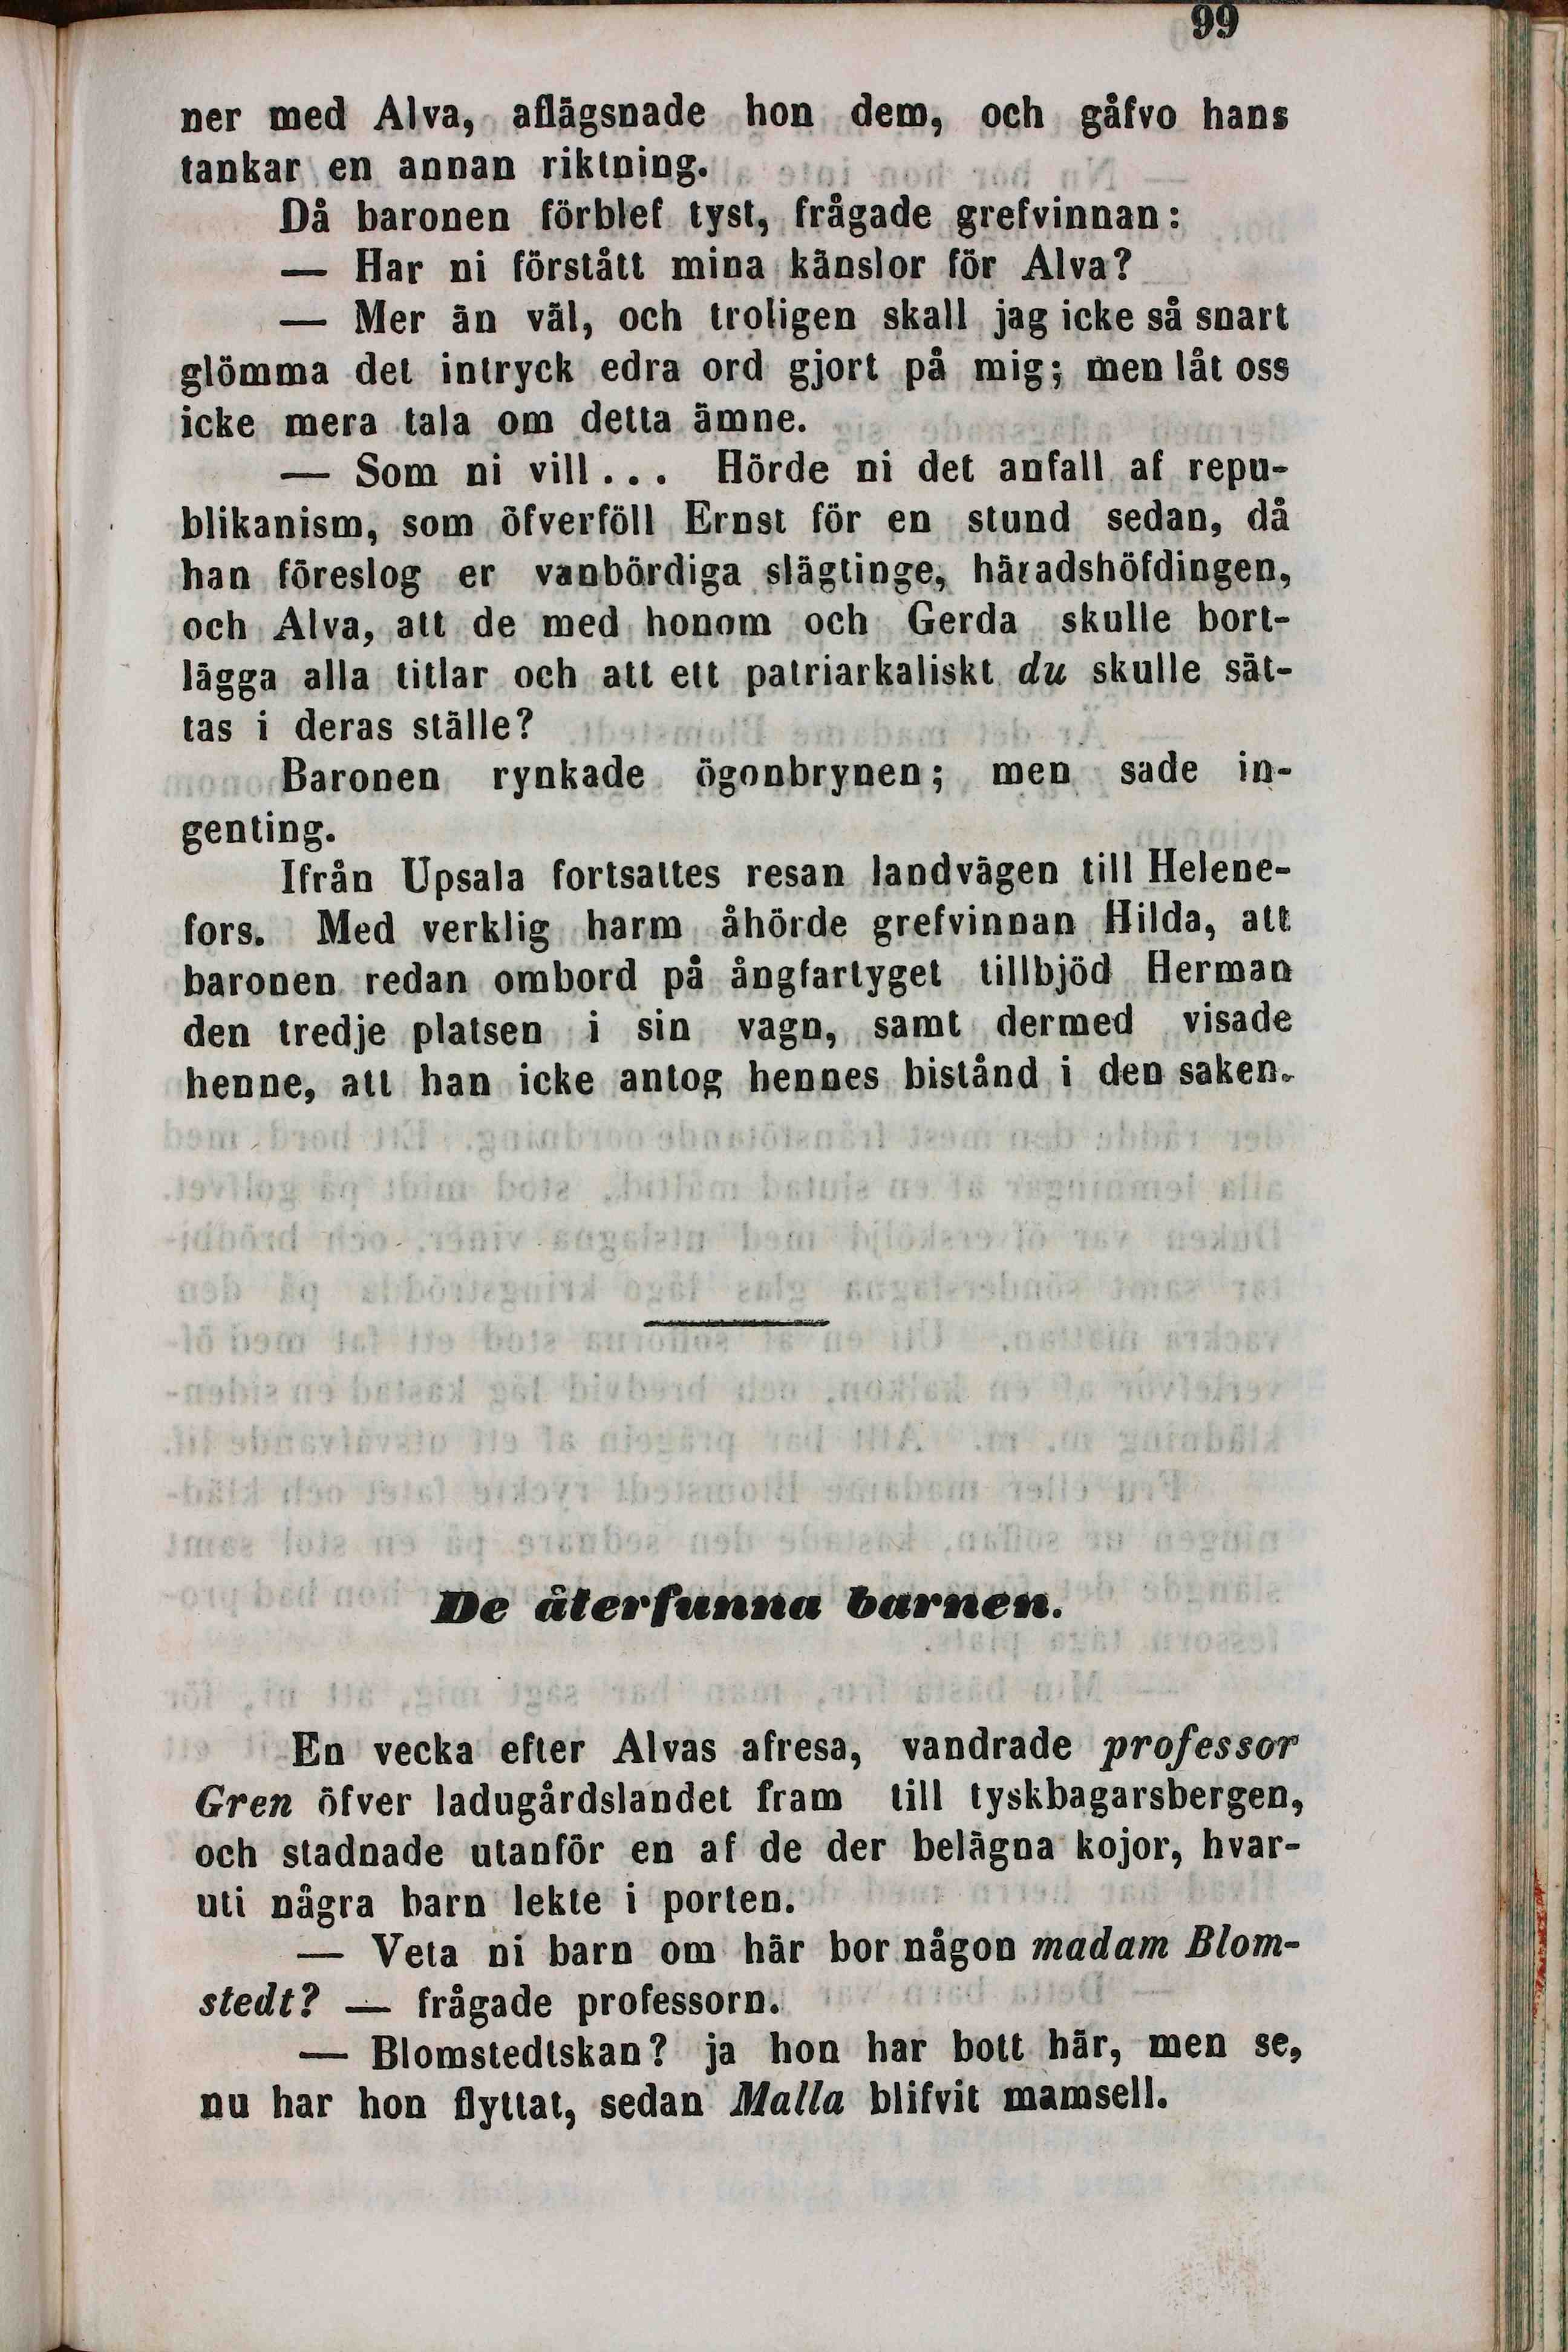 99
ner med Alva, aflägsnade hon dem, och gåfvo hans
tankar en annan riktning.
Då baronen förblef tyst, frågade grefvinnan:
— Har ni förstått mina känslor för Alva?
— Mer än väl, och troligen skall jag icke så snart
glömma det intryck edra ord gjort på mig; men låt oss
icke mera tala om detta ämne.
— Som ni vill... Hörde ni det anfall af repu-
blikanism, som öfverföll Ernst för en stund sedan, då
han föreslog er vanbördiga slägtinge, häradshöfdingen,
och Alva, att de med honom och Gerda skulle bort-
lägga alla titlar och att ett patriarkaliskt du skulle sät-
tas i deras ställe?
Baronen rynkade ögonbrynen; men sade in-
genting.
Ifrån Upsala fortsattes resan landvägen till Helene-
fors. Med verklig harm åhörde grefvinnan Hilda, att
baronen redan ombord på ångfartyget tillbjöd Herman
den tredje platsen i sin vagn, samt dermed visade
henne, att han icke antog hennes bistånd i den saken.
De återfunna barnen.
En vecka efter Alvas afresa, vandrade professor
Gren öfver ladugårdslandet fram till tyskbagarsbergen,
och stadnade utanför en af de der belägna kojor, hvar-
uti några barn lekte i porten.
— Veta ni barn om här bor någon madam Blom-
stedt? — frågade professorn.
— Blomstedtskan? ja hon har bott här, men se,
nu har hon flyttat, sedan Malla blifvit mamsell.